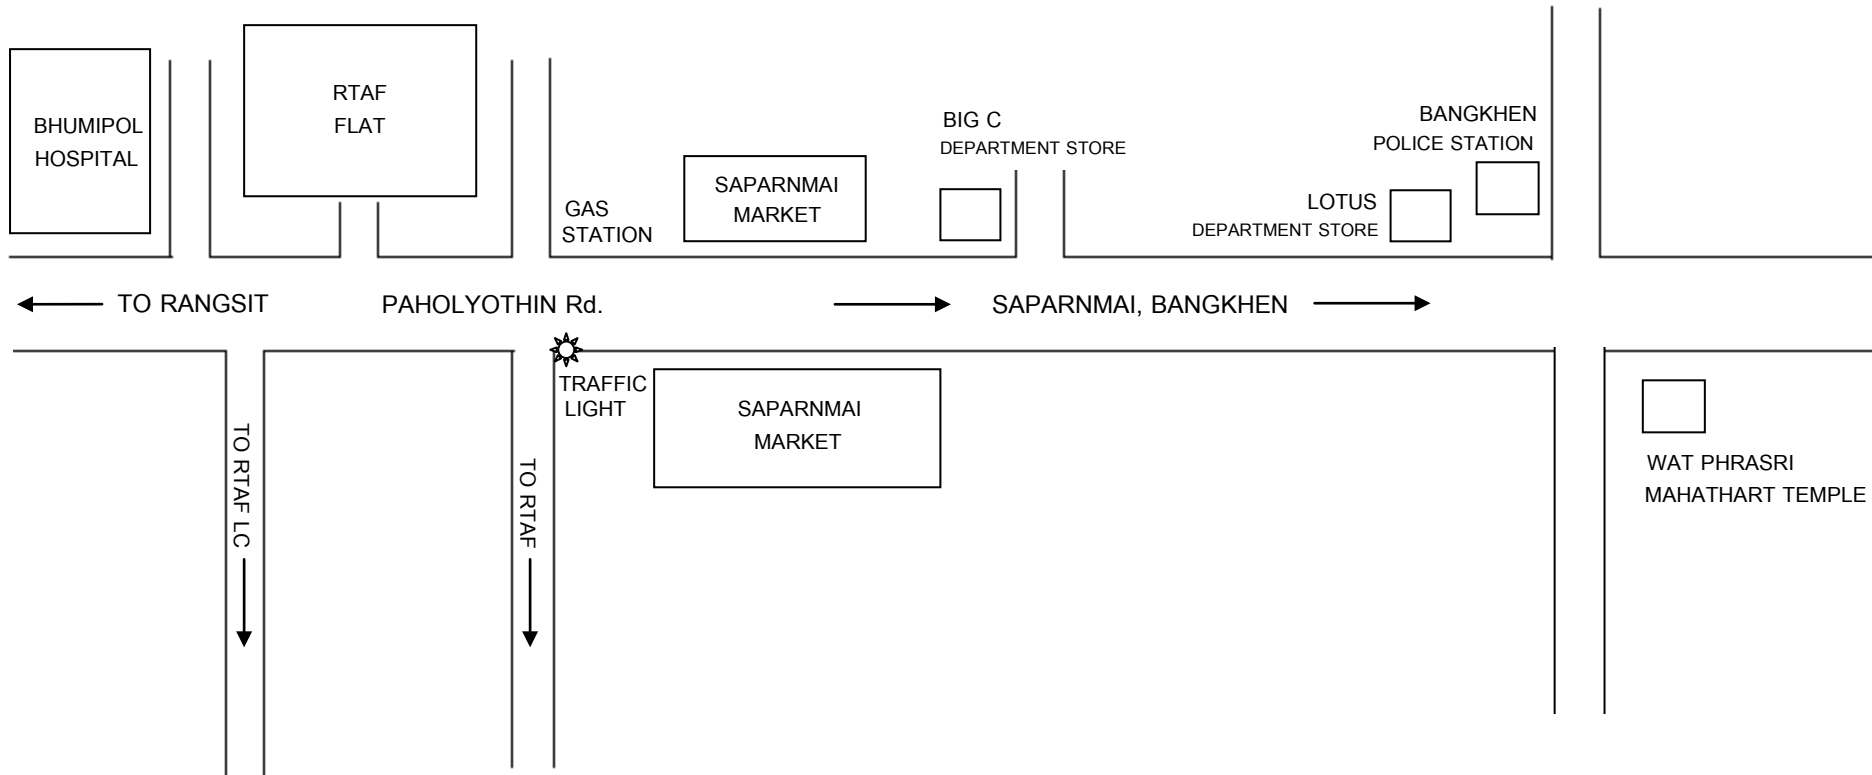 BHUMIPOL
HOSPITAL
RTAF
FLAT
GAS
STATION
SAPARNMAI
MARKET
BIG C
DEPARTMENT STORE
LOTUS
DEPARTMENT STORE
BANGKHEN
POLICE STATION
TO RANGSIT
PAHOLYOTHIN Rd.
SAPARNMAI, BANGKHEN
TO RTAF LC
TO RTAF
TRAFFIC
LIGHT
SAPARNMAI
MARKET
WAT PHRASRI
MAHATHART TEMPLE